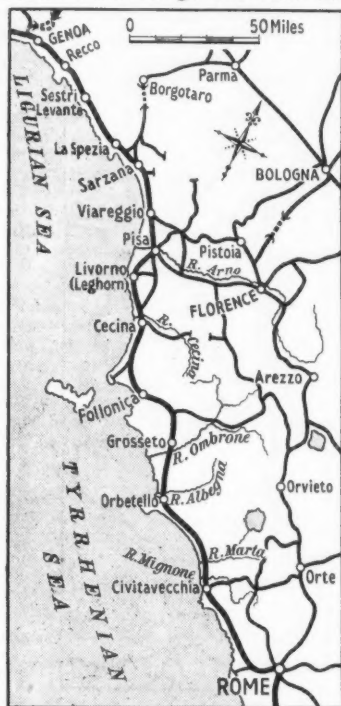 0 50 Miles
GENOA
Recco
Parma
Borgotaro
Sestri
Levante
LIGURIAN SEA
La Spezia
Sarzana
BOLOGNA
Viareggio
Pisa
Pistoia
R. Arno
Livorno
(Leghorn)
FLORENCE
Cecina
R. Cecina
Arezzo
Follonica
Grosseto
R. Ombrone
Orbetello
R. Albegna
Orvieto
TYRRHENIAN
SEA
R. Mignone
R. Marta
Civitavecchia
Orte
ROME